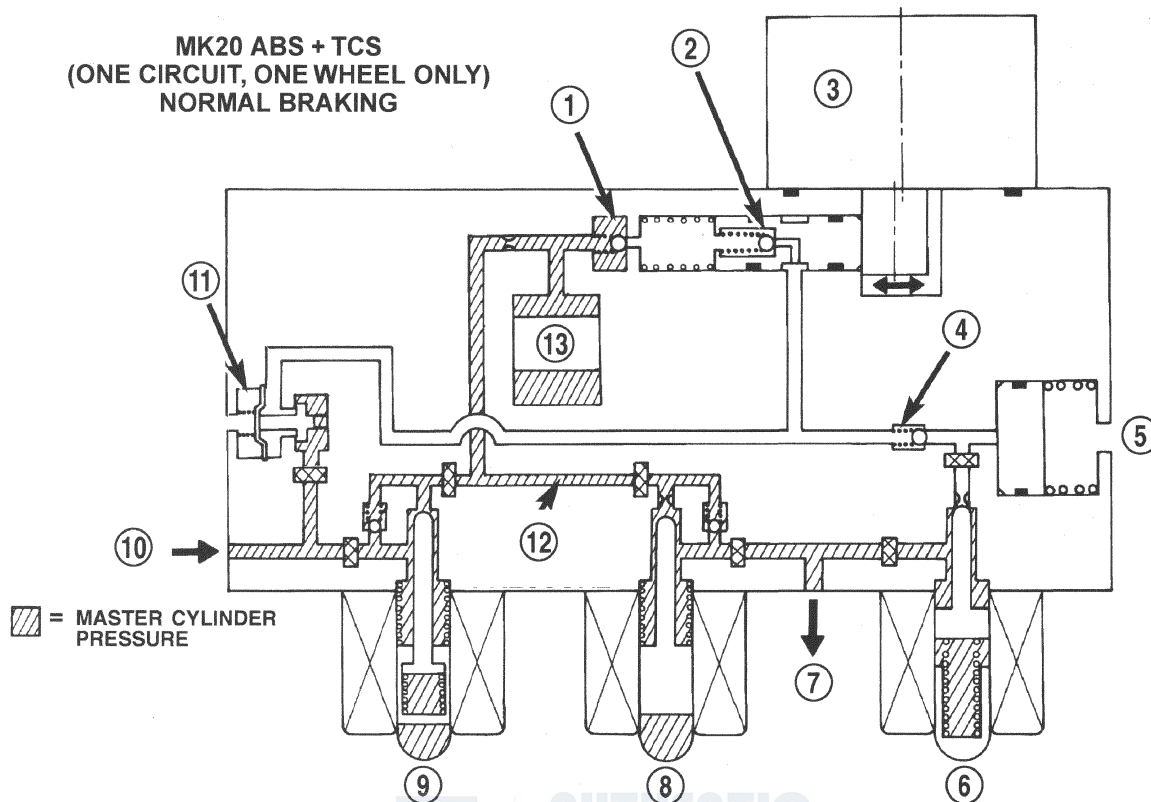 MK20 ABS + TCS
(ONE CIRCUIT, ONE WHEEL ONLY)
NORMAL BRAKING
1
2
3
11
4
13
5
12
10
= MASTER CYLINDER
PRESSURE
7
9
8
6